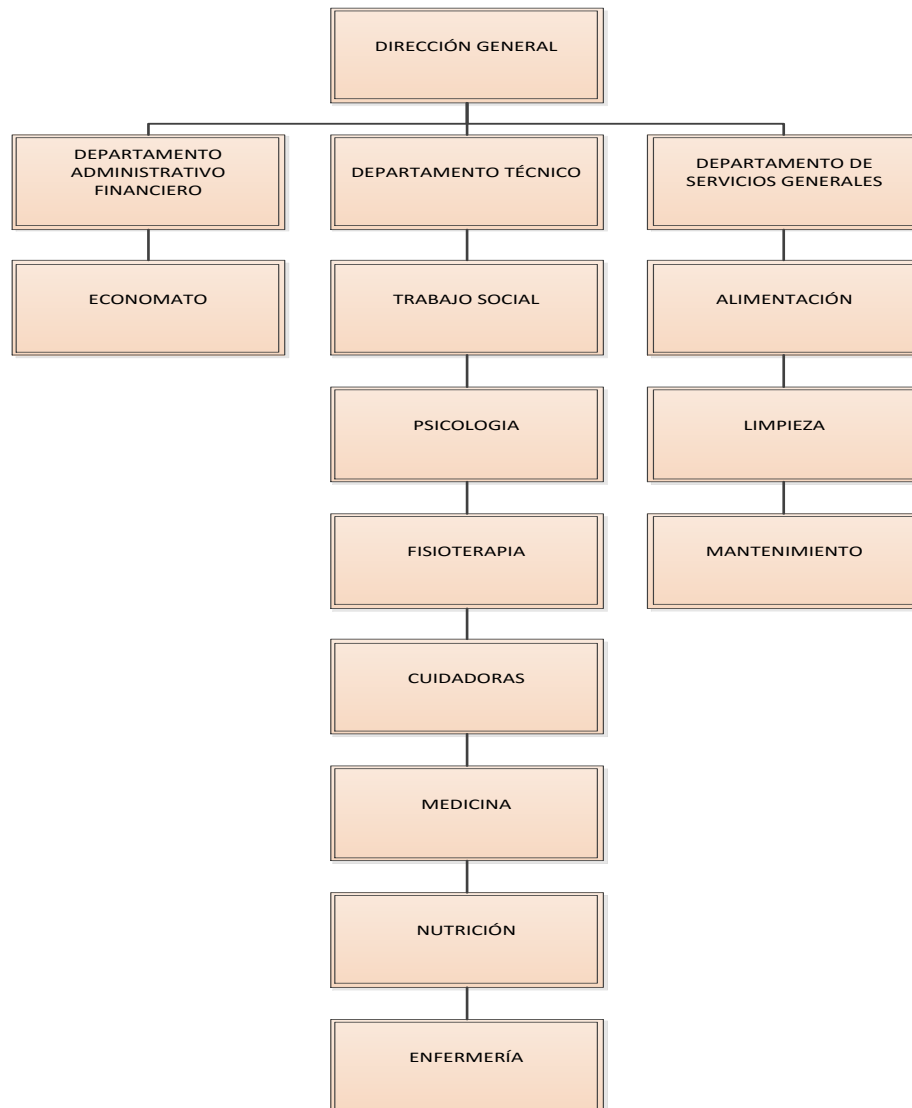 DIRECCIÓN GENERAL
DEPARTAMENTO
ADMINISTRATIVO
FINANCIERO
DEPARTAMENTO TÉCNICO
DEPARTAMENTO DE
SERVICIOS GENERALES
ECONOMATO
TRABAJO SOCIAL
ALIMENTACIÓN
PSICOLOGIA
LIMPIEZA
FISIOTERAPIA
MANTENIMIENTO
CUIDADORAS
MEDICINA
NUTRICIÓN
ENFERMERÍA